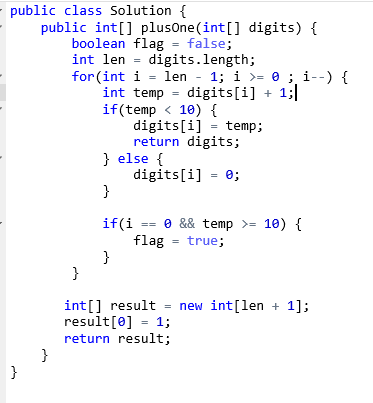 public class Solution {
    public int[] plusOne(int[] digits) {
        boolean flag = false;
        int len = digits.length;
        for(int i = len - 1; i >= 0 ; i--) {
            int temp = digits[i] + 1;
            if(temp < 10) {
                digits[i] = temp;
                return digits;
            } else {
                digits[i] = 0;
            }

            if(i == 0 && temp >= 10) {
                flag = true;
            }
        }

       int[] result = new int[len + 1];
       result[0] = 1;
       return result;
    }
}